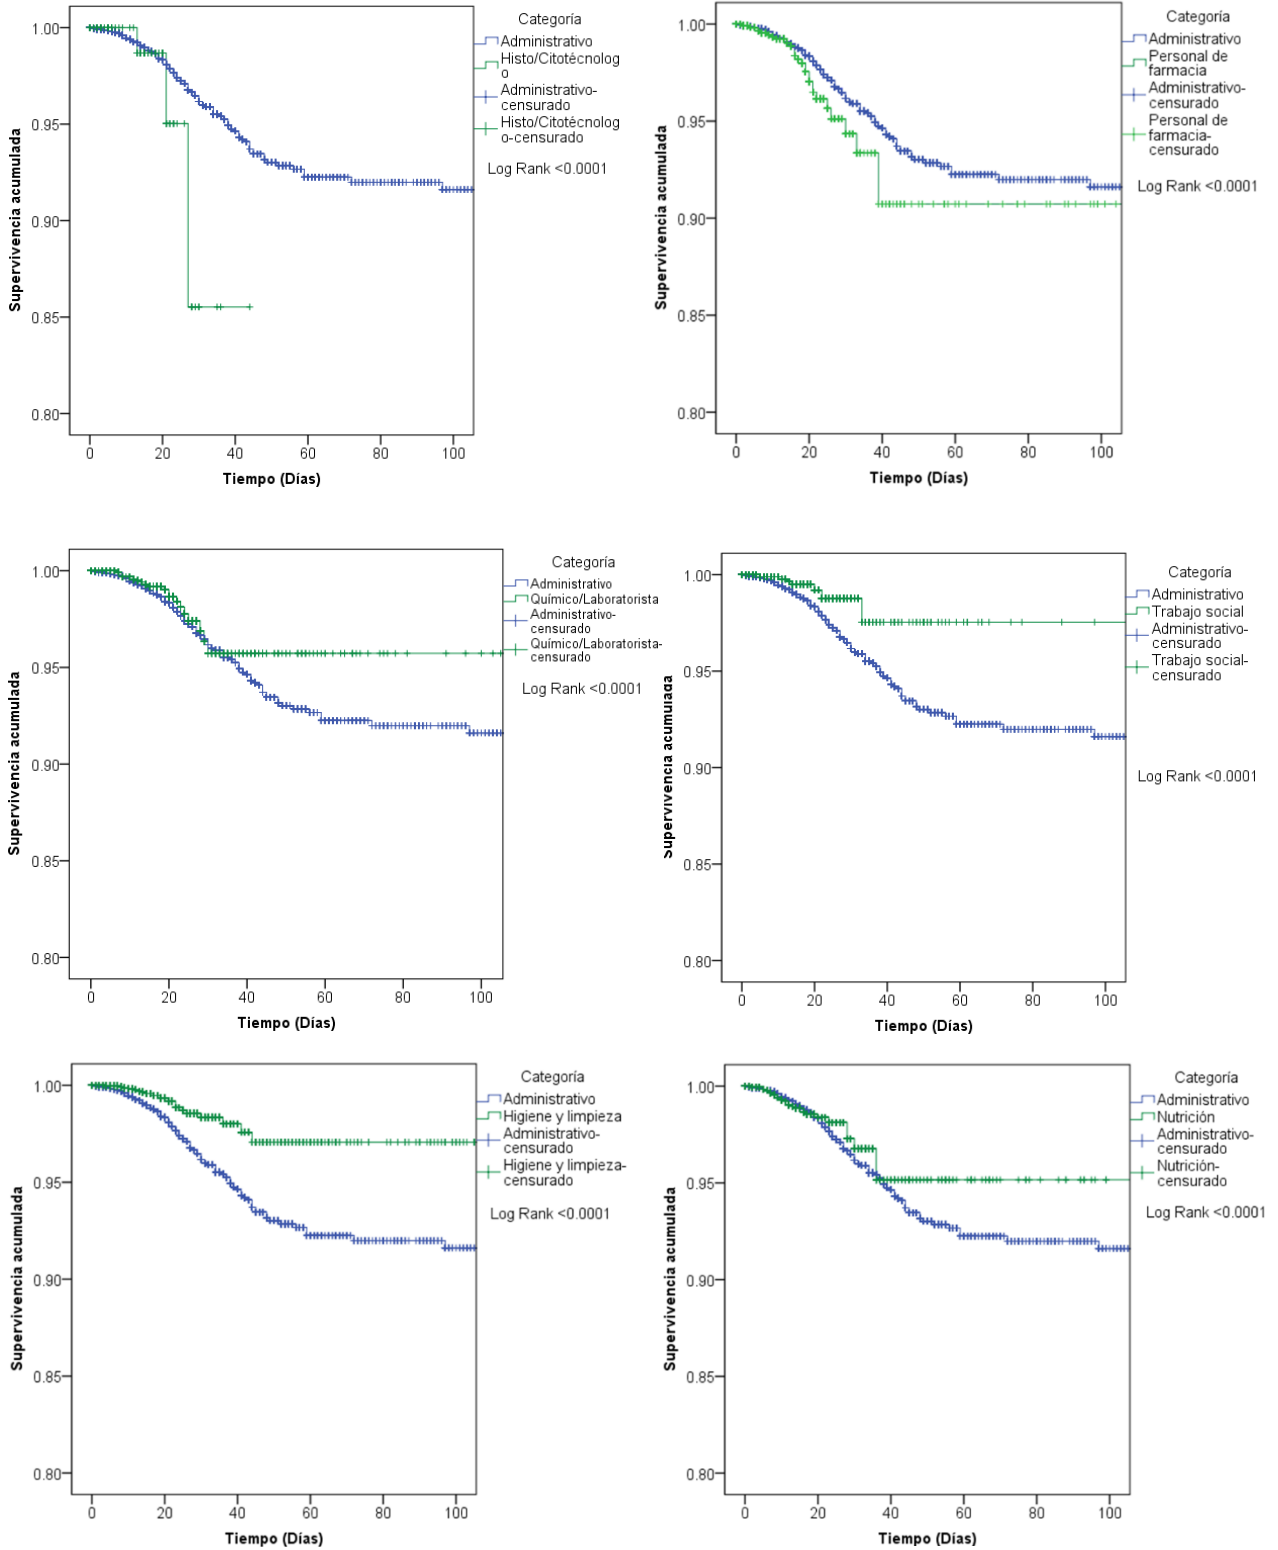 Categoría
Administrativo
Histo/Citotécnolog
o
Administrativo-
censurado
Histo/Citotécnolog
o-censurado
Log Rank <0.0001
Supervivencia acumulada
1.00
0.95
0.90
0.85
0.80
0 20 40 60 80 100
Tiempo (Días)
Categoría
Administrativo
Personal de
farmacia
Administrativo-
censurado
Personal de
farmacia-
censurado
Log Rank <0.0001
Supervivencia acumulada
1.00
0.95
0.90
0.85
0.80
0 20 40 60 80 100
Tiempo (Días)
Categoría
Administrativo
Químico/Laboratorista
Administrativo-
censurado
Químico/Laboratorista-
censurado
Log Rank <0.0001
Supervivencia acumulada
1.00
0.95
0.90
0.85
0.80
0 20 40 60 80 100
Tiempo (Días)
Categoría
Administrativo
Trabajo social
Administrativo-
censurado
Trabajo social-
censurado
Log Rank <0.0001
Supervivencia acumulada
1.00
0.95
0.90
0.85
0.80
0 20 40 60 80 100
Tiempo (Días)
Categoría
Administrativo
Higiene y limpieza
Administrativo-
censurado
Higiene y limpieza-
censurado
Log Rank <0.0001
Supervivencia acumulada
1.00
0.95
0.90
0.85
0.80
0 20 40 60 80 100
Tiempo (Días)
Categoría
Administrativo
Nutrición
Administrativo-
censurado
Nutrición-
censurado
Log Rank <0.0001
Supervivencia acumulada
1.00
0.95
0.90
0.85
0.80
0 20 40 60 80 100
Tiempo (Días)